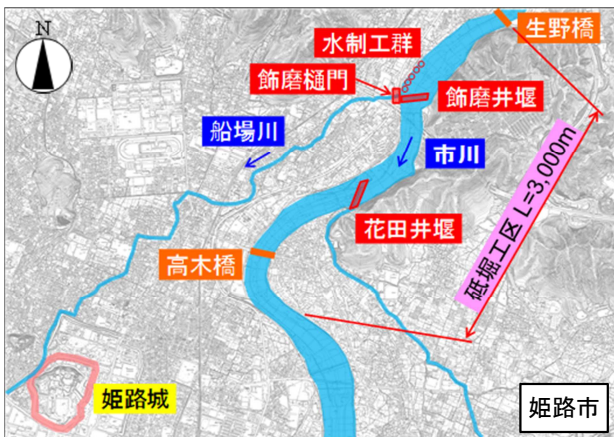 N
生野橋
水制工群
飾磨樋門
飾磨井堰
船場川
市川
花田井堰
砥堀工区 L=3,000m
高木橋
姫路城
姫路市